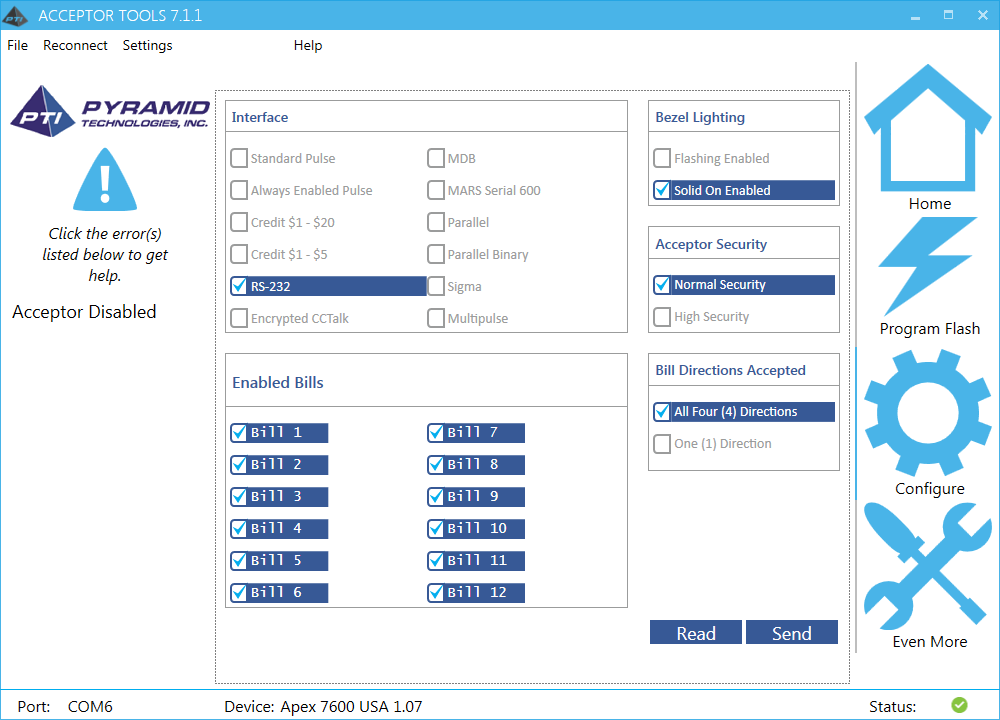 PTI ACCEPTOR TOOLS 7.1.1
File Reconnect Settings Help
PTI PYRAMID
TECHNOLOGIES, INC.
Click the error(s)
listed below to get
help.
Acceptor Disabled
Interface
Standard Pulse
MDB
Always Enabled Pulse
MARS Serial 600
Credit $1 - $20
Parallel
Credit $1 - $5
Parallel Binary
RS-232
Sigma
Encrypted CCTalk
Multipulse
Enabled Bills
Bill 1
Bill 7
Bill 2
Bill 8
Bill 3
Bill 9
Bill 4
Bill 10
Bill 5
Bill 11
Bill 6
Bill 12
Bezel Lighting
Flashing Enabled
Solid On Enabled
Acceptor Security
Normal Security
High Security
Bill Directions Accepted
All Four (4) Directions
One (1) Direction
Read Send
Home
Program Flash
Configure
Even More
Port: COM6 Device: Apex 7600 USA 1.07 Status: